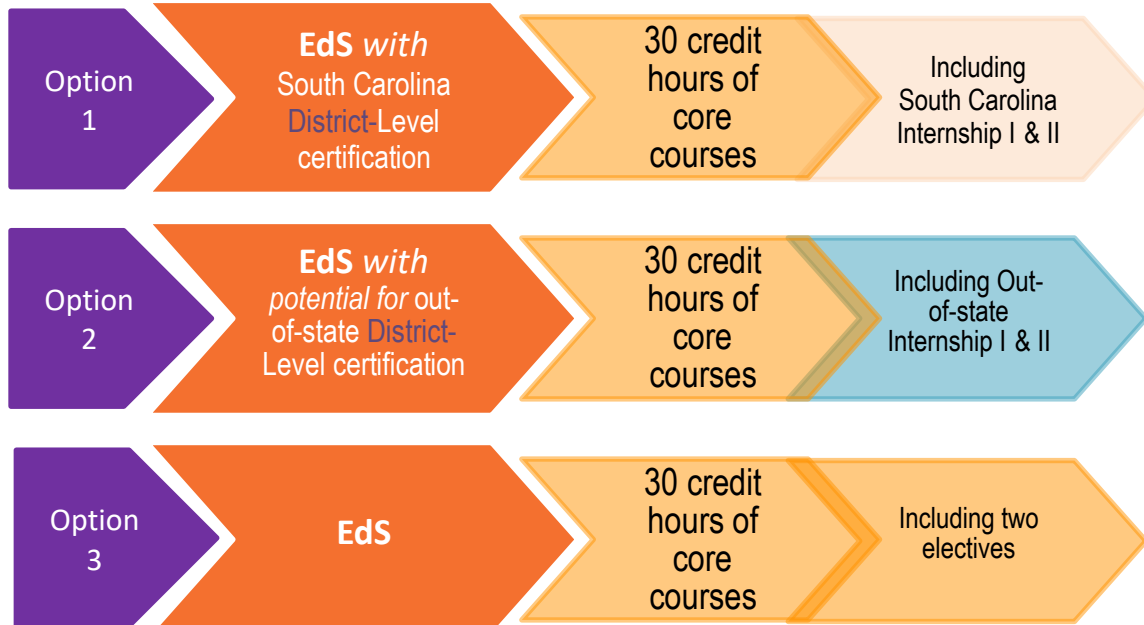 Option
1
EdS with
South Carolina
District-Level
certification
30 credit
hours of
core
courses
Including
South Carolina
Internship I & II
Option
2
EdS with
potential for out-
of-state District-
Level certification
30 credit
hours of
core
courses
Including Out-
of-state
Internship I & II
Option
3
EdS
30 credit
hours of
core
courses
Including two
electives